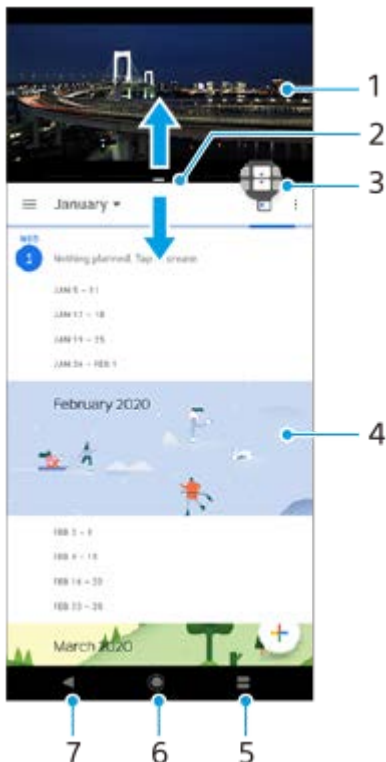 1
2
3
January
WED
1
Nothing planned. Tap create
JAN 5 – 11
JAN 12 – 18
JAN 19 – 25
JAN 26 – FEB 1
February 2020
4
FEB 2 – 8
FEB 9 – 15
FEB 16 – 22
FEB 23 – 29
March 2020
7
6
5